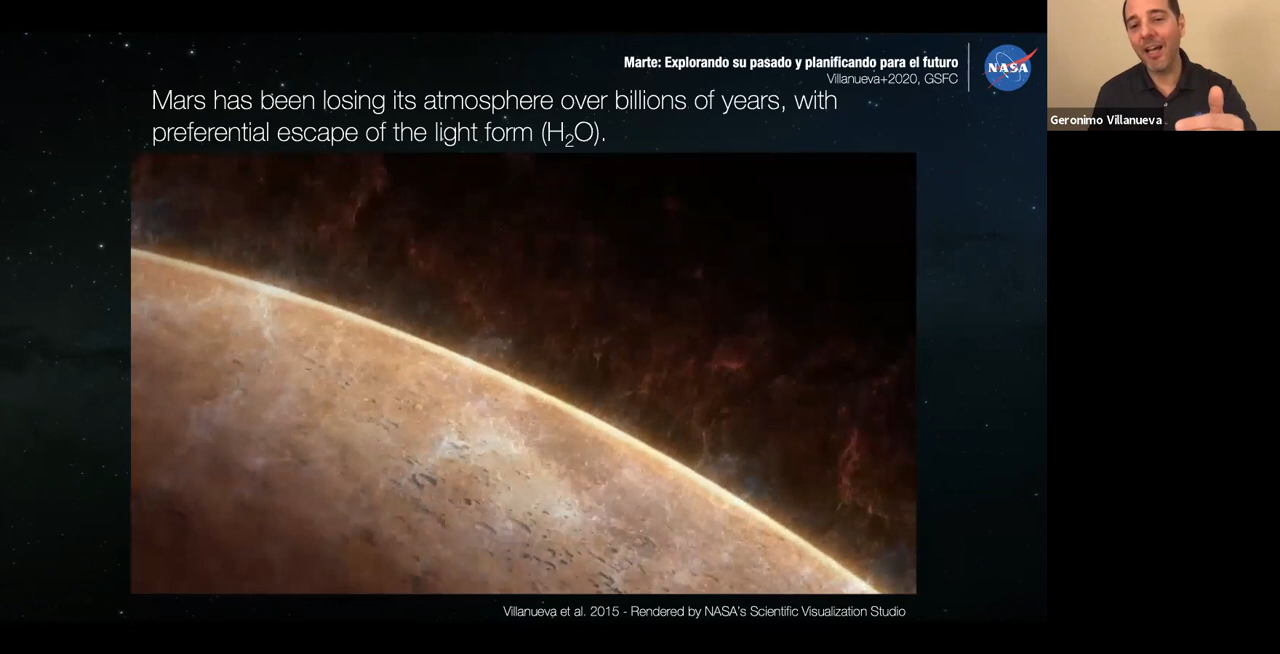 Marte: Explorando su pasado y planificando para el futuro
Villanueva+2020, GSFC
NASA
Mars has been losing its atmosphere over billions of years, with
preferential escape of the light form (H₂O).
Geronimo Villanueva
Villanueva et al. 2015 - Rendered by NASA's Scientific Visualization Studio